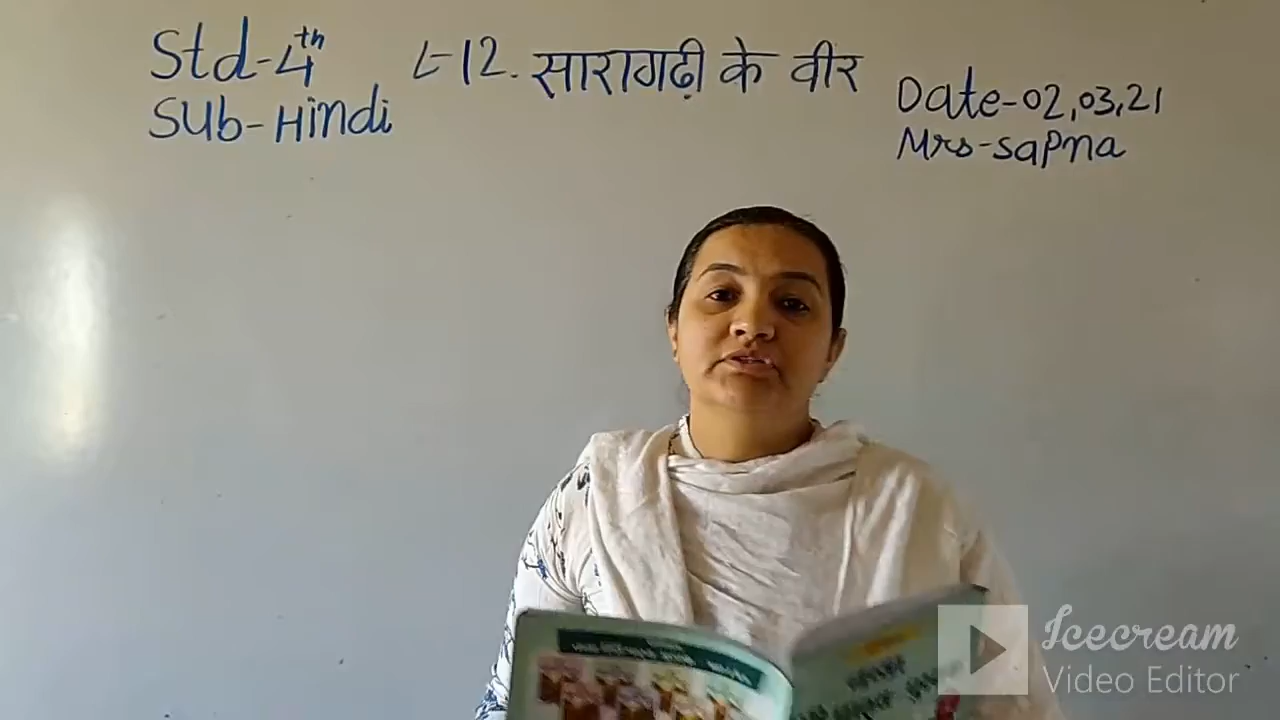 Std-4th
Sub-Hindi
L-12. सारागढ़ी के वीर
Date-02,03,21
Mrs-sapna
Icecream
Video Editor